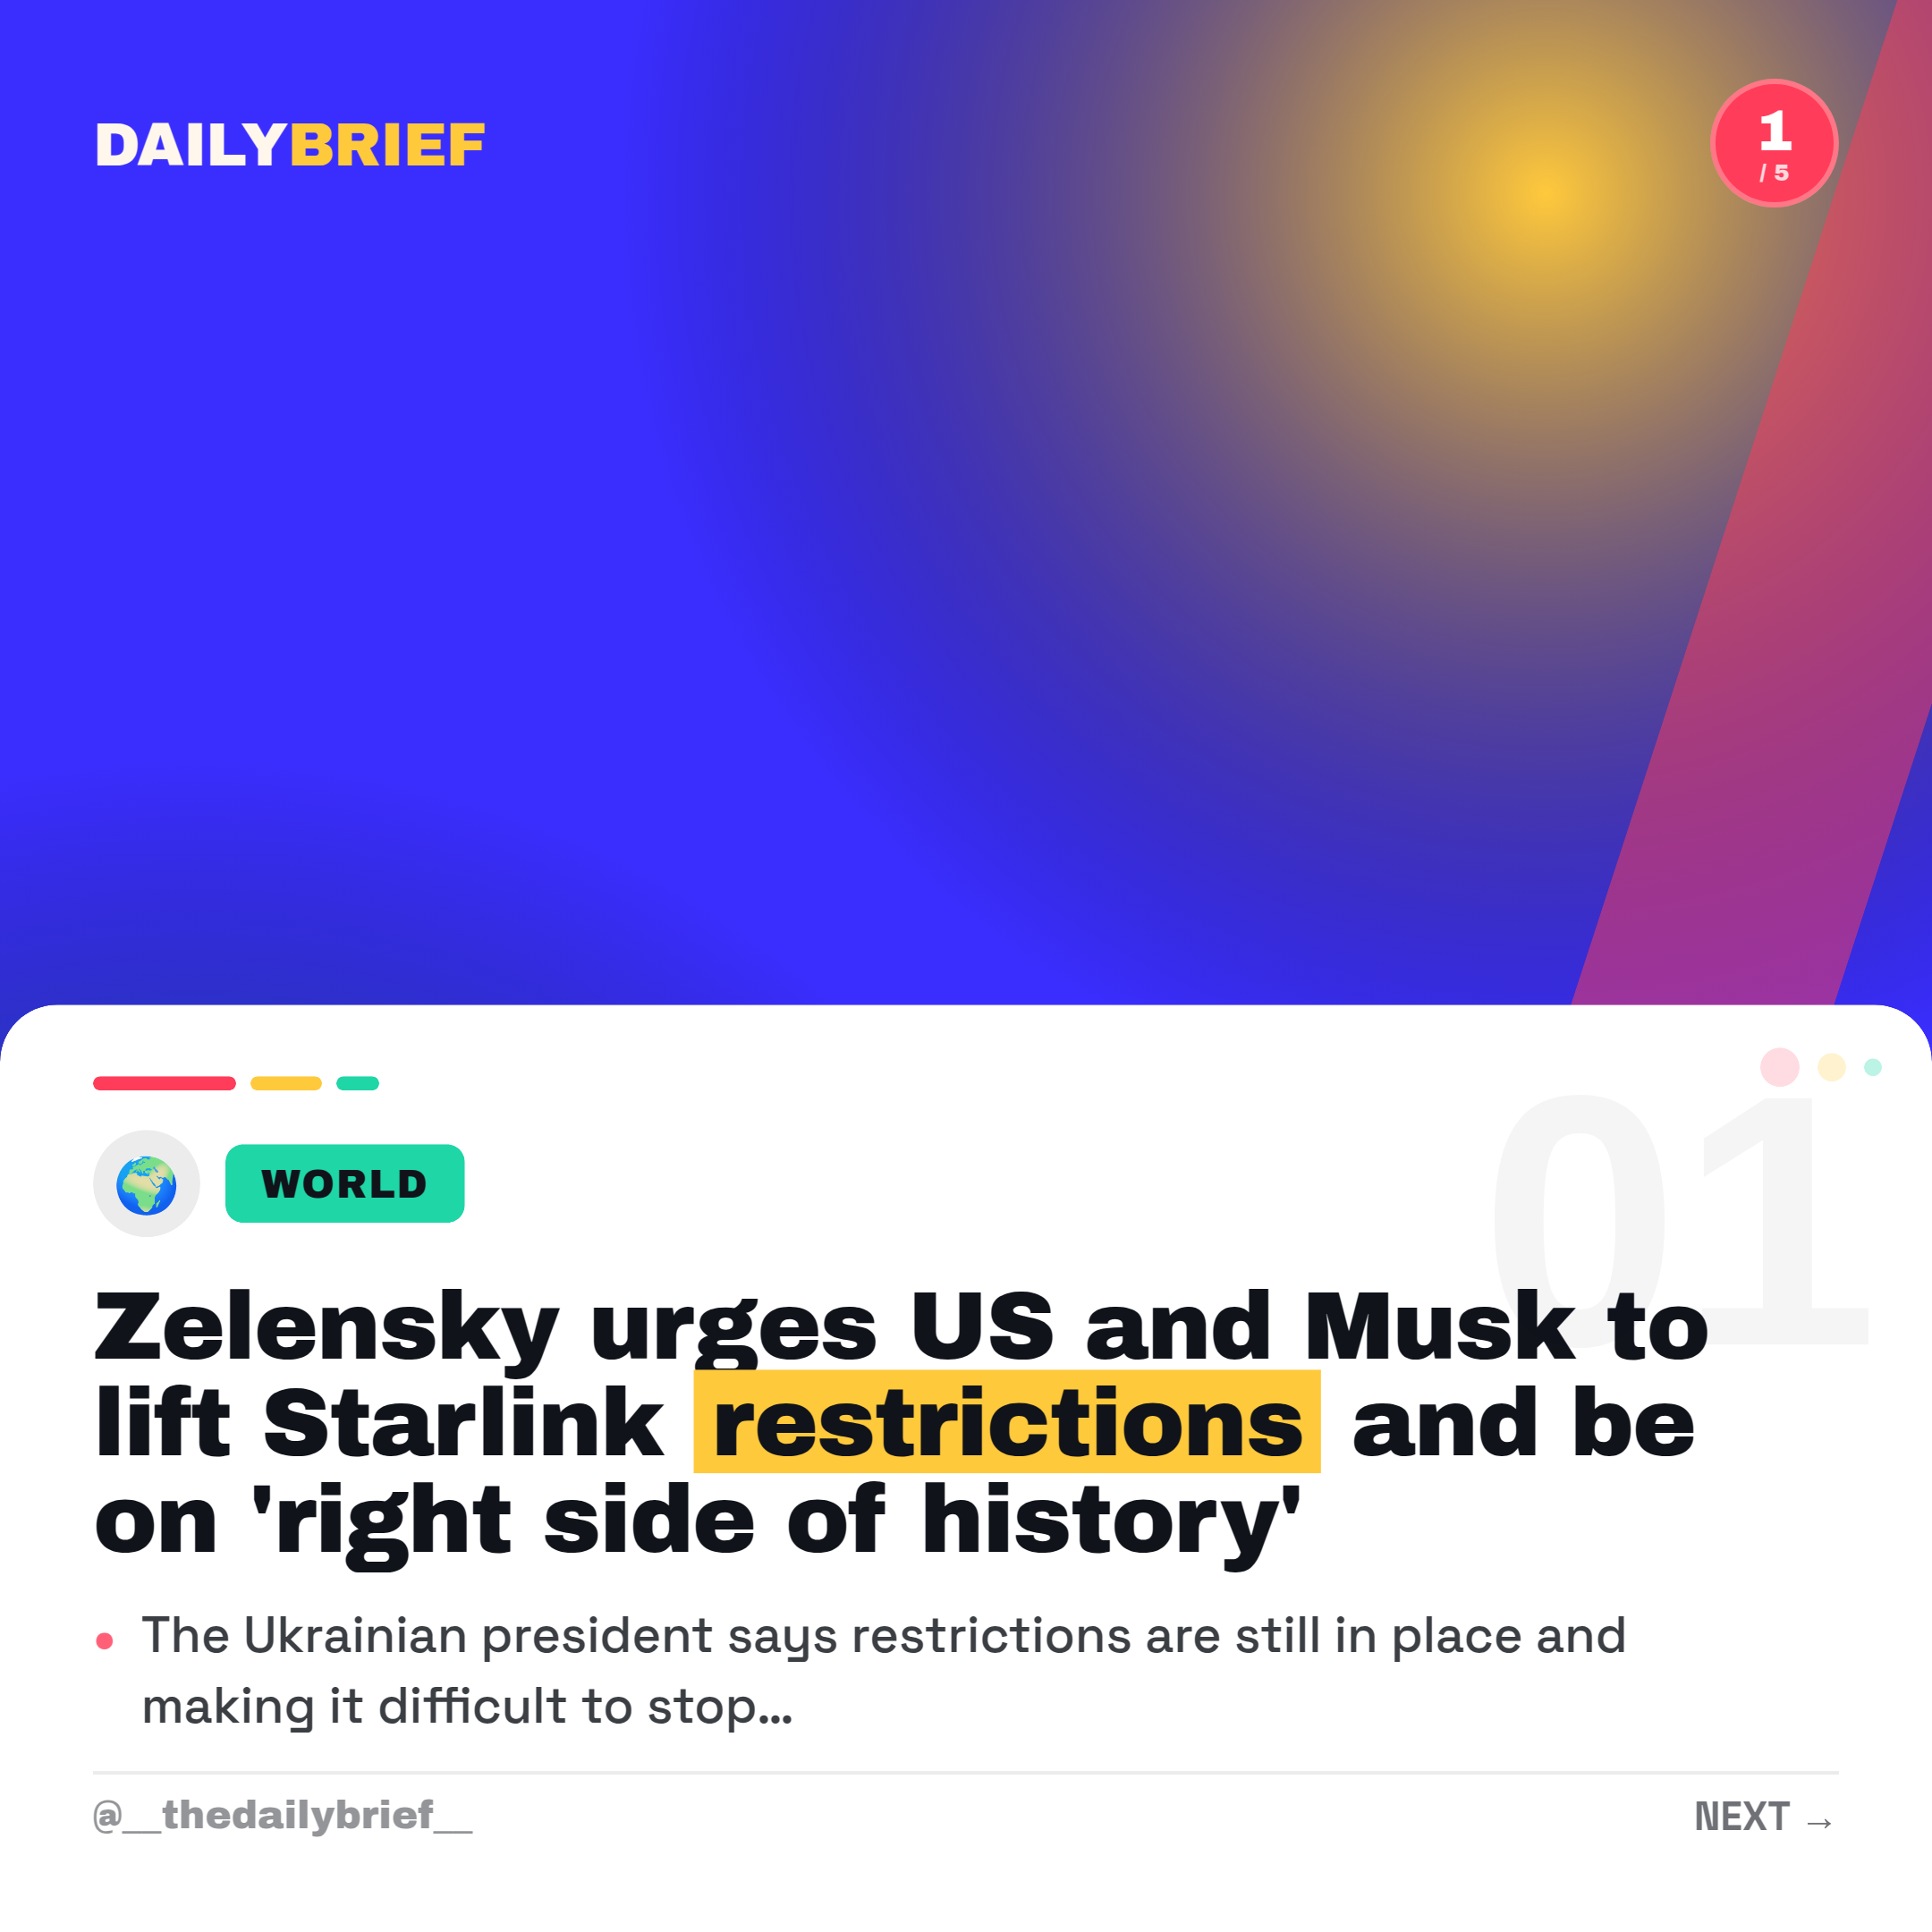 DAILYBRIEF
1
/ 5
01
🌍 WORLD
Zelensky urges US and Musk to
lift Starlink restrictions and be
on 'right side of history'
The Ukrainian president says restrictions are still in place and
making it difficult to stop...
@__thedailybrief__
NEXT →